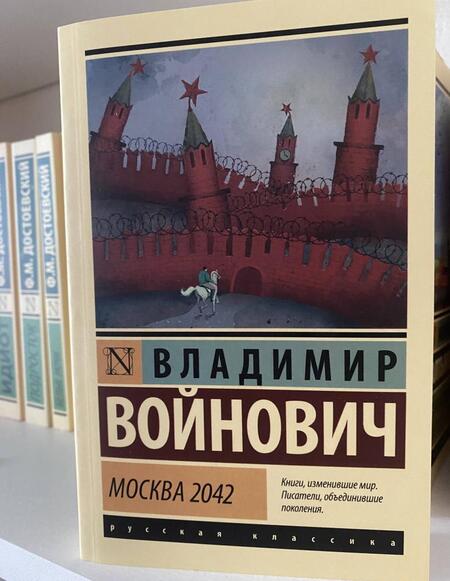 N
ВЛАДИМИР
ВОЙНОВИЧ
МОСКВА 2042
Книги, изменившие мир.
Писатели, объединившие
поколения.
русская классика
Ф. М. ДОСТОЕВСКИЙ
Ф. М. ДОСТОЕВСКИЙ
ИДИОТ